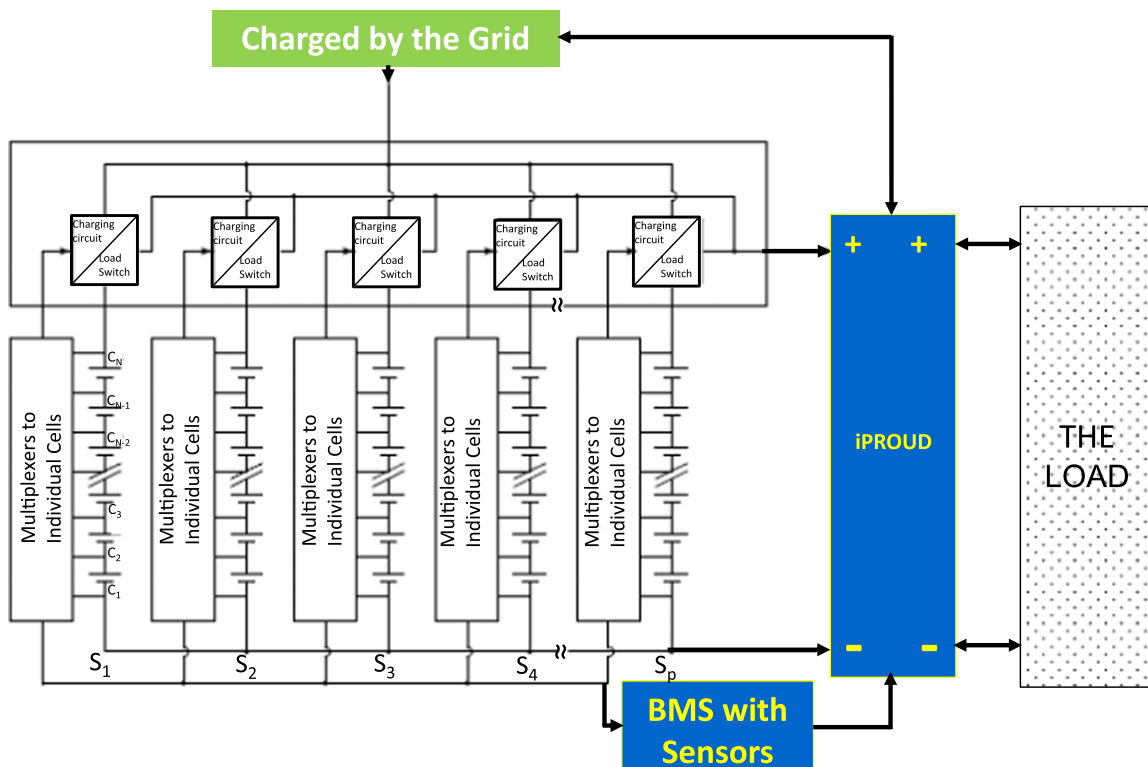 Charged by the Grid
Charging
circuit
Load
Switch
Charging
circuit
Load
Switch
Charging
circuit
Load
Switch
Charging
circuit
Load
Switch
Charging
circuit
Load
Switch
+ +
Multiplexers to
Individual Cells
Multiplexers to
Individual Cells
Multiplexers to
Individual Cells
Multiplexers to
Individual Cells
Multiplexers to
Individual Cells
C_N
C_N-1
C_N-2
C_3
C_2
C_1
iPROUD
THE
LOAD
- -
S_1 S_2 S_3 S_4 S_p
BMS with
Sensors